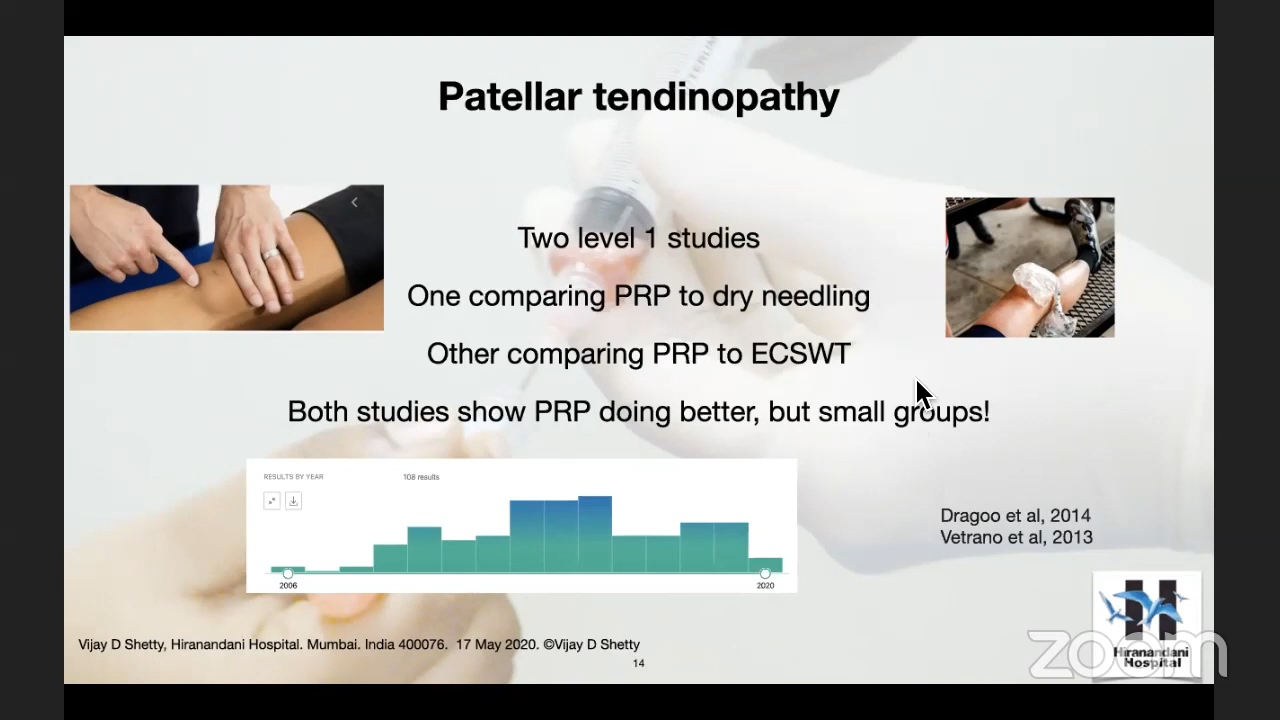 Patellar tendinopathy
Two level 1 studies
One comparing PRP to dry needling
Other comparing PRP to ECSWT
Both studies show PRP doing better, but small groups!
RESULTS BY YEAR
108 results
2006
2020
Dragoo et al, 2014
Vetrano et al, 2013
Vijay D Shetty, Hiranandani Hospital. Mumbai. India 400076. 17 May 2020. ©Vijay D Shetty
14
Hiranandani
Hospital
zoom